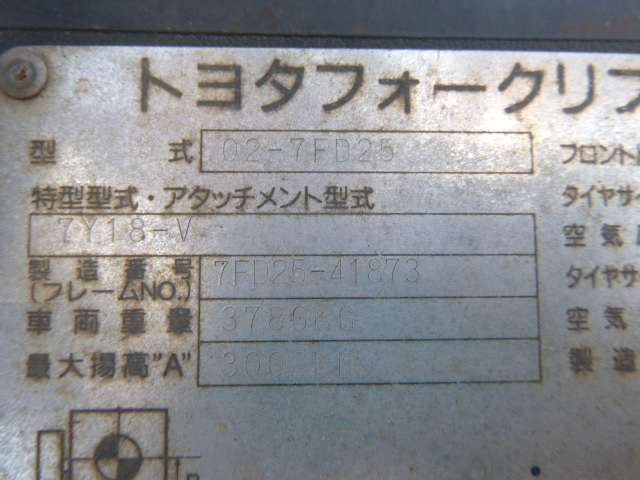 トヨタフォークリフ
型式 02-7FD25 フロント
特型型式・アタッチメント型式 タイヤサイ
7Y18-V 空気
製造番号 7FD25-41873 タイヤサ
(フレームNO.)
車両重量 3780KG 空気
最大揚高"A" 3000MM 製造